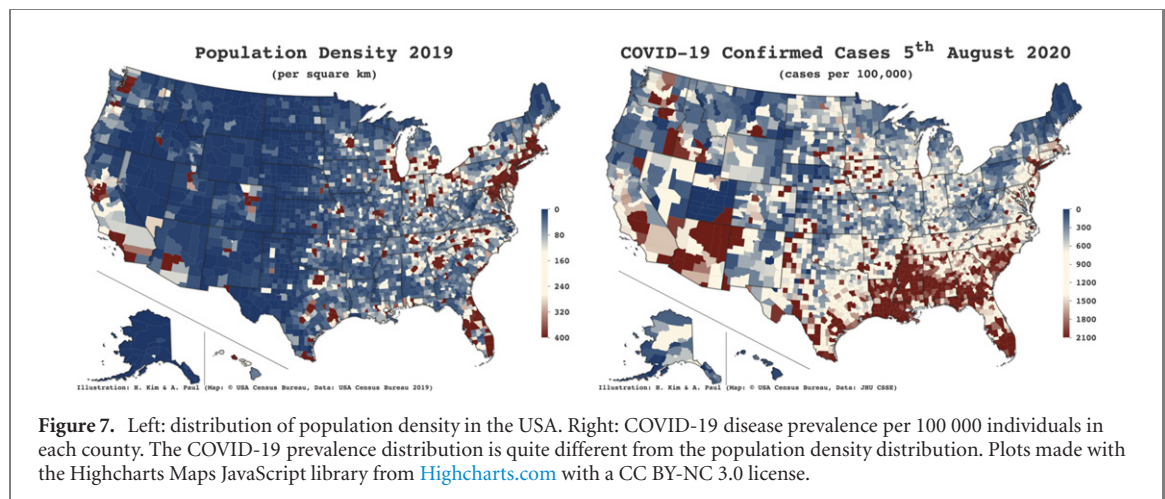 Population Density 2019
(per square km)
0
80
160
240
320
400
Illustration: H. Kim & A. Paul (Map: © USA Census Bureau, Data: USA Census Bureau 2019)
COVID-19 Confirmed Cases 5th August 2020
(cases per 100,000)
0
300
600
900
1200
1500
1800
2100
Illustration: H. Kim & A. Paul (Map: © USA Census Bureau, Data: JHU CSSE)
Figure 7. Left: distribution of population density in the USA. Right: COVID-19 disease prevalence per 100 000 individuals in
each county. The COVID-19 prevalence distribution is quite different from the population density distribution. Plots made with
the Highcharts Maps JavaScript library from Highcharts.com with a CC BY-NC 3.0 license.